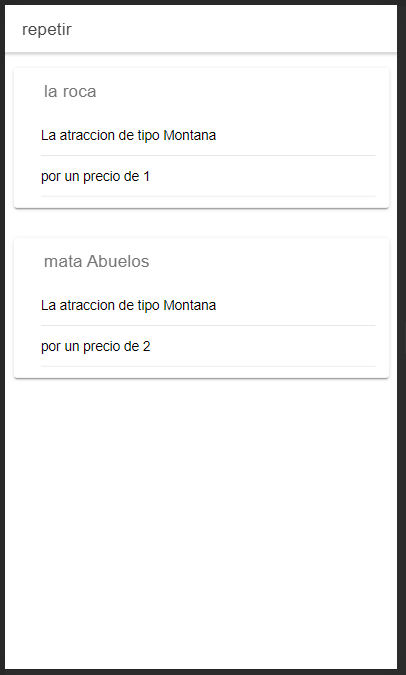 repetir
la roca
La atraccion de tipo Montana
por un precio de 1
mata Abuelos
La atraccion de tipo Montana
por un precio de 2